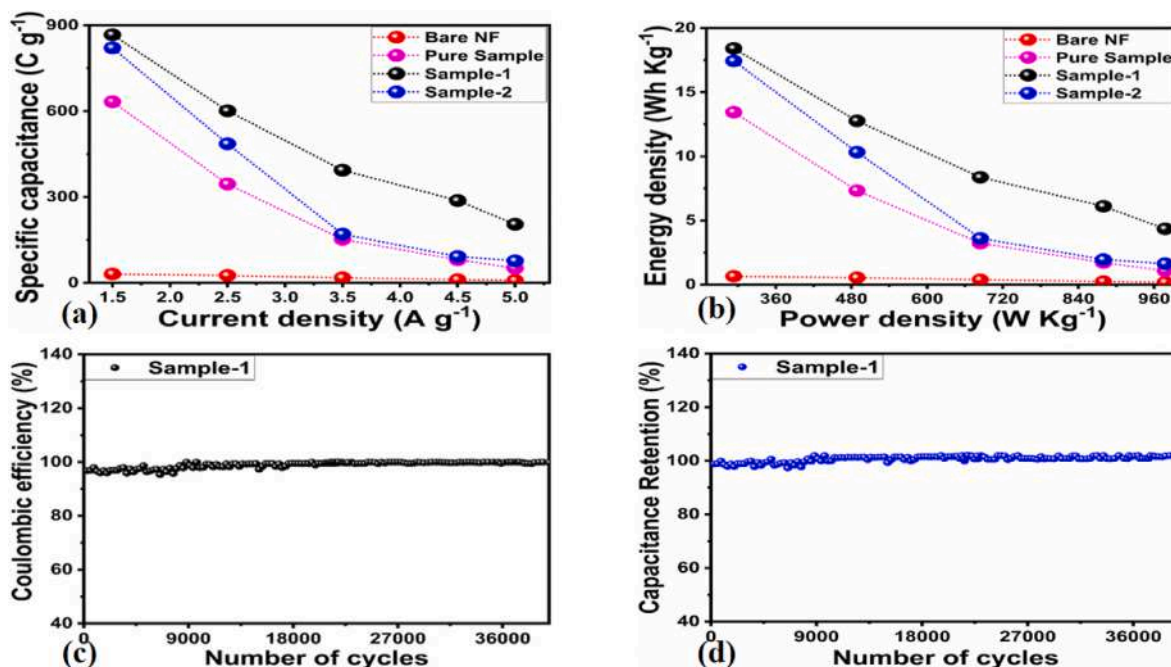 Specific capacitance (C g⁻¹)
900
600
300
0
Bare NF
Pure Sample
Sample-1
Sample-2
1.5 2.0 2.5 3.0 3.5 4.0 4.5 5.0
(a) Current density (A g⁻¹)
Energy density (Wh Kg⁻¹)
20
15
10
5
0
Bare NF
Pure Sample
Sample-1
Sample-2
360 480 600 720 840 960
(b) Power density (W Kg⁻¹)
Coulombic efficiency (%)
140
120
100
80
60
40
Sample-1
0 9000 18000 27000 36000
(c) Number of cycles
Capacitance Retention (%)
140
120
100
80
60
40
Sample-1
0 9000 18000 27000 36000
(d) Number of cycles